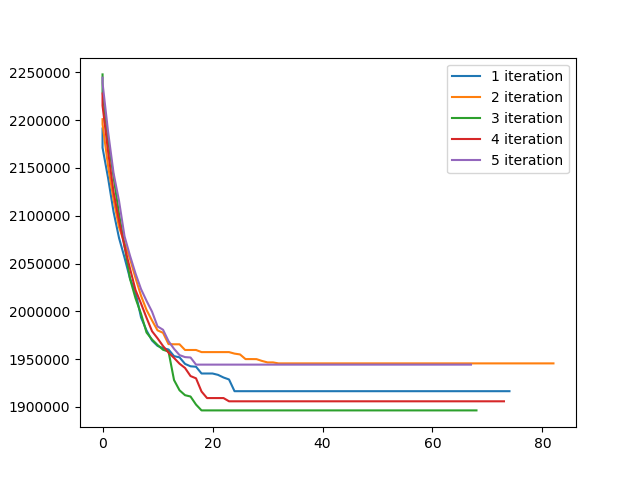 2250000
2200000
2150000
2100000
2050000
2000000
1950000
1900000
0 20 40 60 80
1 iteration
2 iteration
3 iteration
4 iteration
5 iteration